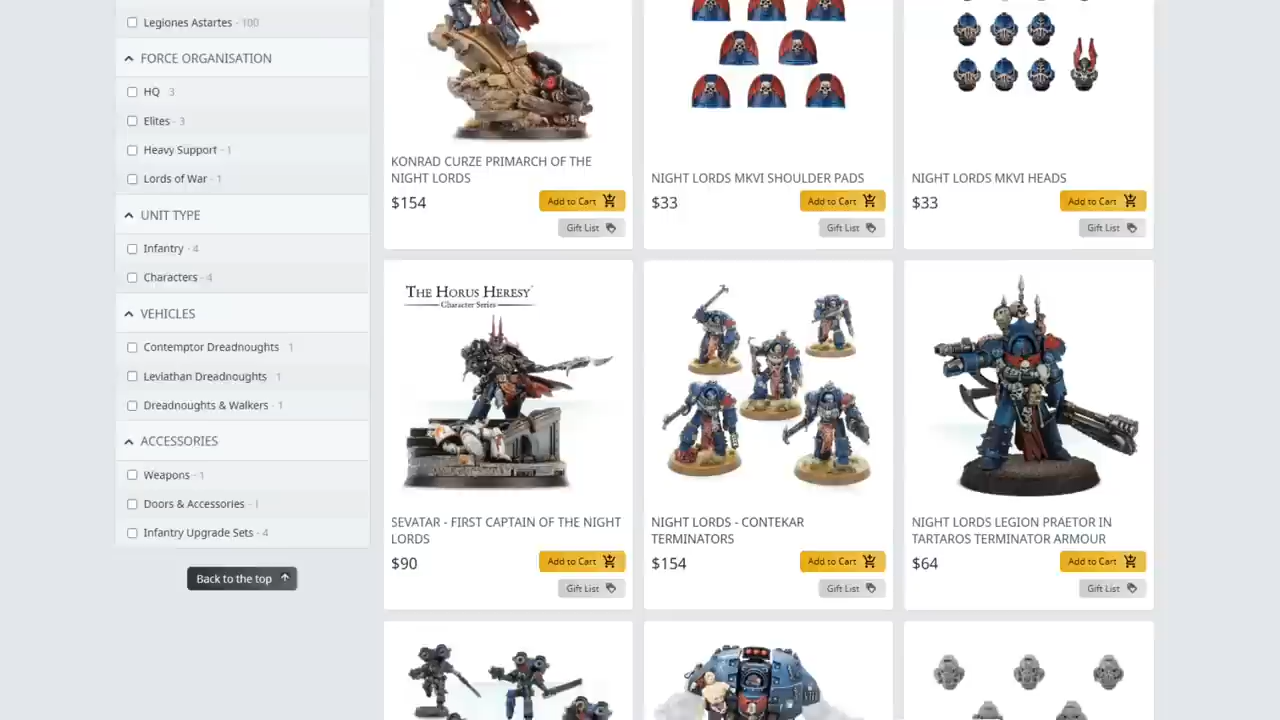 Legiones Astartes - 100
FORCE ORGANISATION
HQ 3
Elites - 3
Heavy Support - 1
Lords of War - 1
UNIT TYPE
Infantry - 4
Characters - 4
VEHICLES
Contemptor Dreadnoughts 1
Leviathan Dreadnoughts 1
Dreadnoughts & Walkers - 1
ACCESSORIES
Weapons - 1
Doors & Accessories - 1
Infantry Upgrade Sets - 4
Back to the top
KONRAD CURZE PRIMARCH OF THE
NIGHT LORDS
$154
Add to Cart
Gift List
NIGHT LORDS MKVI SHOULDER PADS
$33
Add to Cart
Gift List
NIGHT LORDS MKVI HEADS
$33
Add to Cart
Gift List
THE HORUS HERESY
Character Series
SEVATAR - FIRST CAPTAIN OF THE NIGHT
LORDS
$90
Add to Cart
Gift List
NIGHT LORDS - CONTEKAR
TERMINATORS
$154
Add to Cart
Gift List
NIGHT LORDS LEGION PRAETOR IN
TARTAROS TERMINATOR ARMOUR
$64
Add to Cart
Gift List